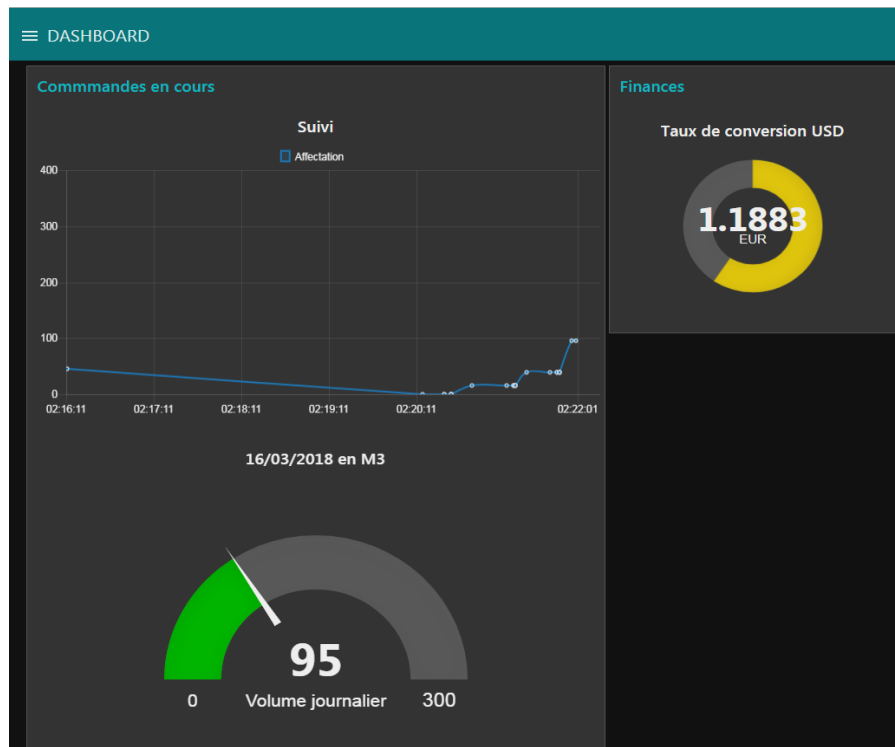 DASHBOARD
Commmandes en cours
Suivi
Affectation
400
300
200
100
0
02:16:11 02:17:11 02:18:11 02:19:11 02:20:11 02:22:01
16/03/2018 en M3
95
0 Volume journalier 300
Finances
Taux de conversion USD
1.1883
EUR